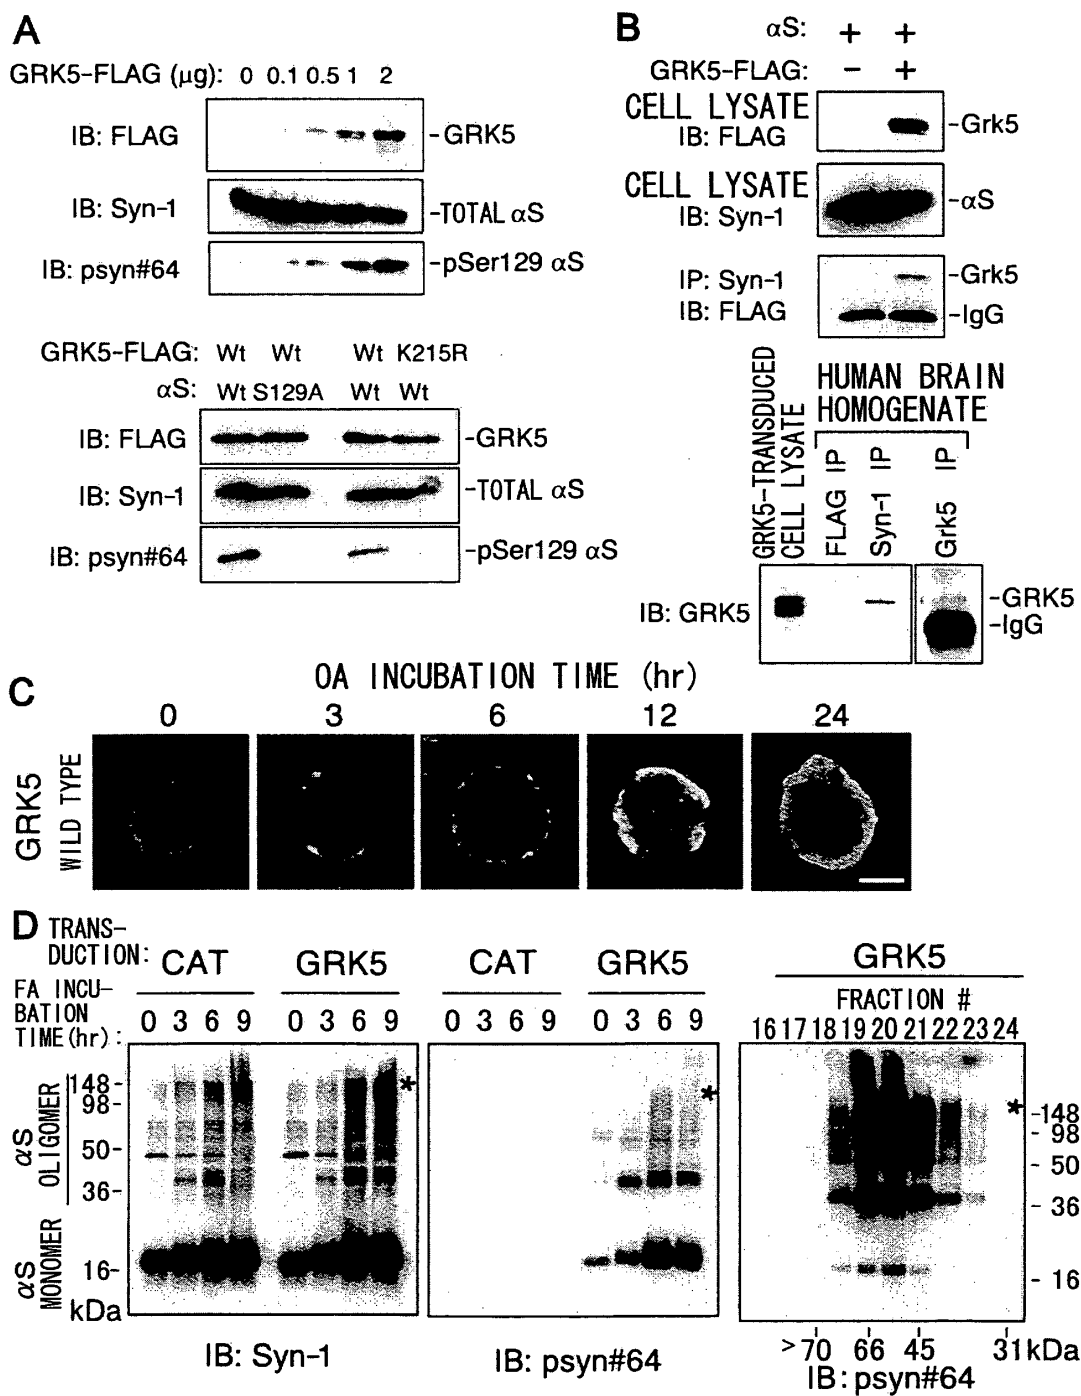 A
GRK5-FLAG (μg): 0 0.1 0.5 1 2
IB: FLAG -GRK5
IB: Syn-1 -TOTAL αS
IB: psyn#64 -pSer129 αS
GRK5-FLAG: Wt Wt Wt K215R
αS: Wt S129A Wt Wt
IB: FLAG -GRK5
IB: Syn-1 -TOTAL αS
IB: psyn#64 -pSer129 αS
B
αS: + +
GRK5-FLAG: - +
CELL LYSATE
IB: FLAG -Grk5
CELL LYSATE
IB: Syn-1 -αS
IP: Syn-1 -Grk5
IB: FLAG -IgG
GRK5-TRANSDUCED
CELL LYSATE
HUMAN BRAIN
HOMOGENATE
FLAG IP
Syn-1 IP
Grk5 IP
IB: GRK5 -GRK5
-IgG
C
OA INCUBATION TIME (hr)
0 3 6 12 24
GRK5
WILD TYPE
D
TRANS-
DUCTION: CAT GRK5 CAT GRK5 GRK5
FA INCU-
BATION
TIME(hr): 0 3 6 9 0 3 6 9 0 3 6 9 0 3 6 9
FRACTION #
16 17 18 19 20 21 22 23 24
αS
OLIGOMER
αS
MONOMER
148-
98-
50-
36-
16-
kDa
*
*
*
-148
-98
-50
-36
-16
>70 66 45 31kDa
IB: Syn-1 IB: psyn#64 IB: psyn#64